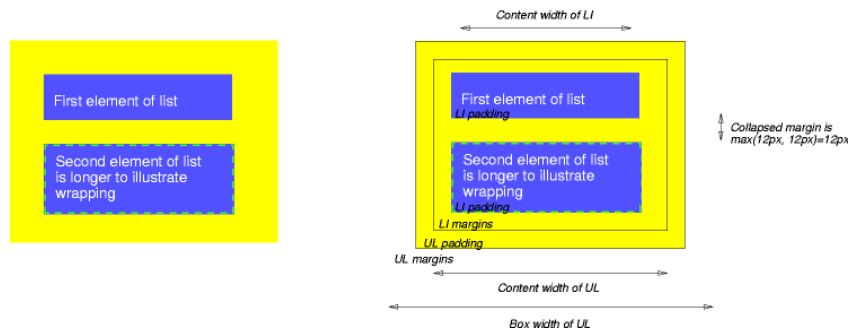 First element of list
Second element of list
is longer to illustrate
wrapping
Content width of LI
First element of list
LI padding
Collapsed margin is
max(12px, 12px)=12px
Second element of list
is longer to illustrate
wrapping
LI padding
LI margins
UL padding
UL margins
Content width of UL
Box width of UL